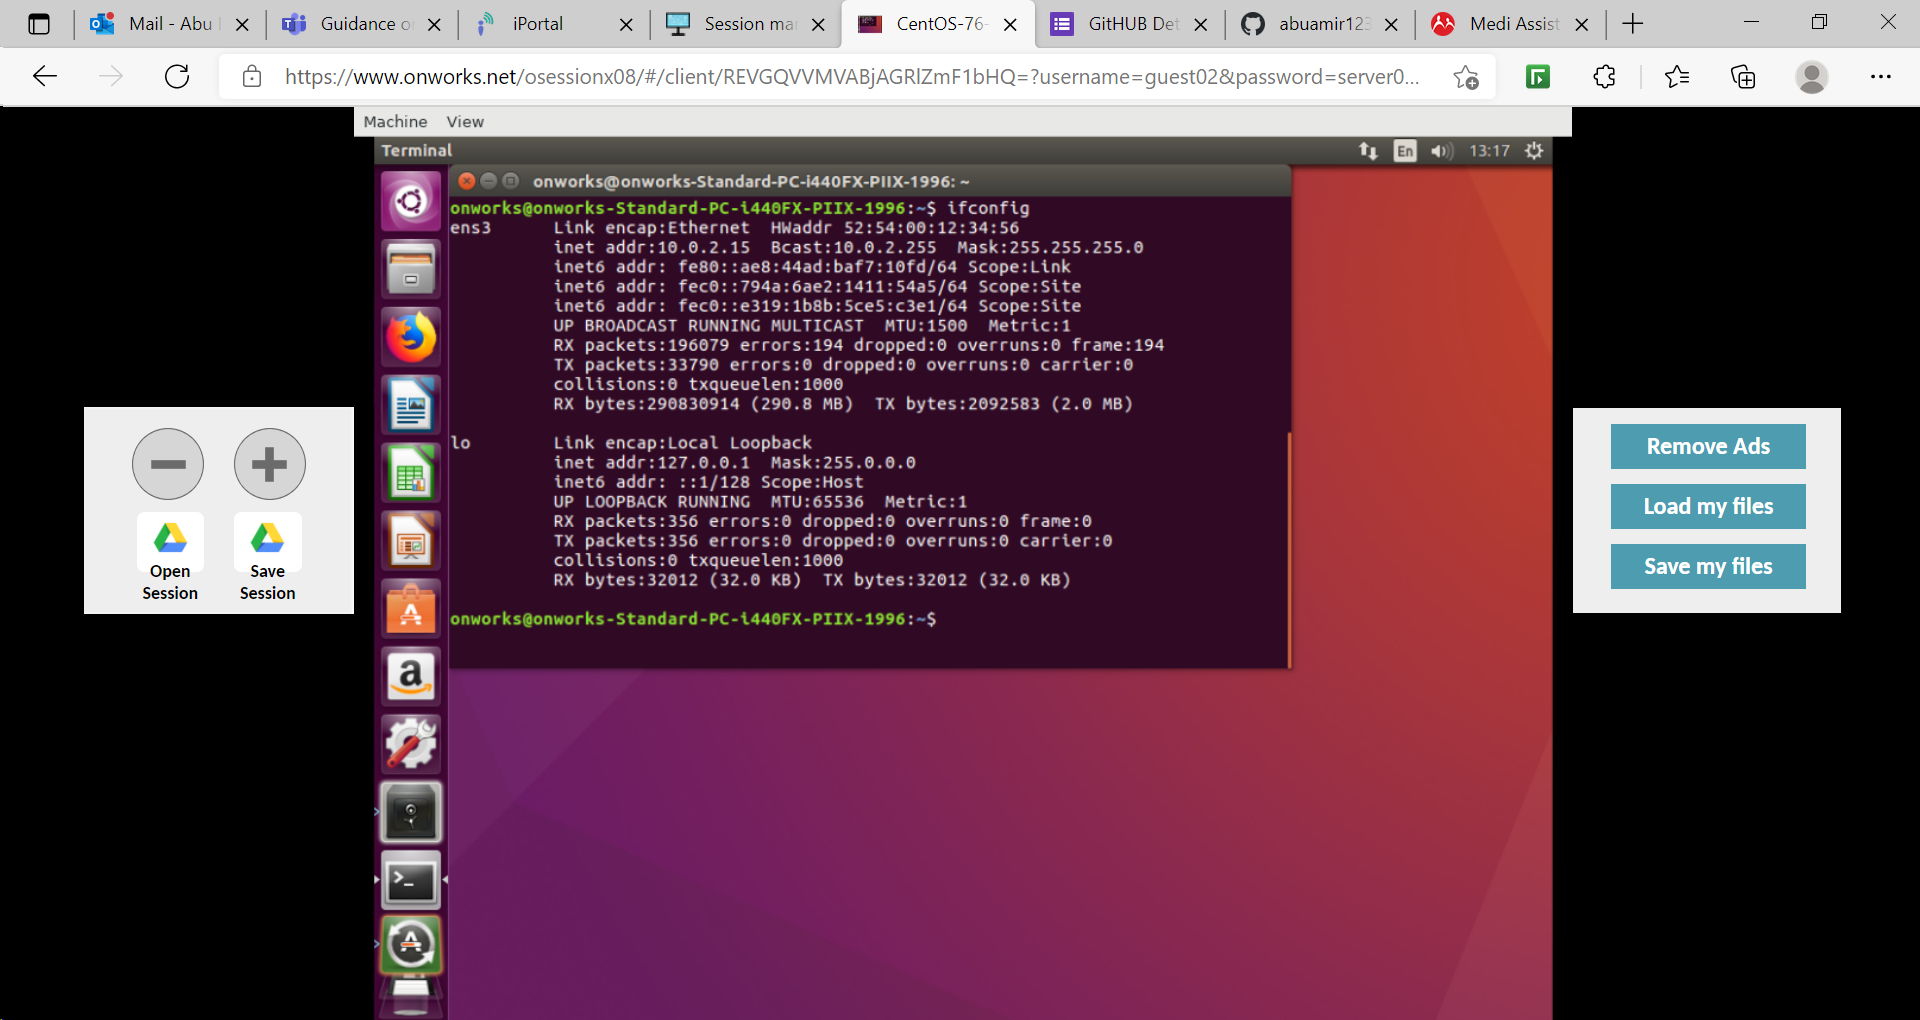 Mail - Abu
Guidance o
iPortal
Session ma
CentOS-76-
GitHUB Det
abuamir123
Medi Assist
https://www.onworks.net/osessionx08/#/client/REVGQVVMVABjAGRlZmF1bHQ=?username=guest02&password=server0...
Machine View
Terminal
En
13:17
onworks@onworks-Standard-PC-i440FX-PIIX-1996: ~
onworks@onworks-Standard-PC-i440FX-PIIX-1996:~$ ifconfig
ens3 Link encap:Ethernet HWaddr 52:54:00:12:34:56
inet addr:10.0.2.15 Bcast:10.0.2.255 Mask:255.255.255.0
inet6 addr: fe80::ae8:44ad:baf7:10fd/64 Scope:Link
inet6 addr: fec0::794a:6ae2:1411:54a5/64 Scope:Site
inet6 addr: fec0::e319:1b8b:5ce5:c3e1/64 Scope:Site
UP BROADCAST RUNNING MULTICAST MTU:1500 Metric:1
RX packets:196079 errors:194 dropped:0 overruns:0 frame:194
TX packets:33790 errors:0 dropped:0 overruns:0 carrier:0
collisions:0 txqueuelen:1000
RX bytes:290830914 (290.8 MB) TX bytes:2092583 (2.0 MB)
lo Link encap:Local Loopback
inet addr:127.0.0.1 Mask:255.0.0.0
inet6 addr: ::1/128 Scope:Host
UP LOOPBACK RUNNING MTU:65536 Metric:1
RX packets:356 errors:0 dropped:0 overruns:0 frame:0
TX packets:356 errors:0 dropped:0 overruns:0 carrier:0
collisions:0 txqueuelen:1000
RX bytes:32012 (32.0 KB) TX bytes:32012 (32.0 KB)
onworks@onworks-Standard-PC-i440FX-PIIX-1996:~$
Open
Session
Save
Session
Remove Ads
Load my files
Save my files